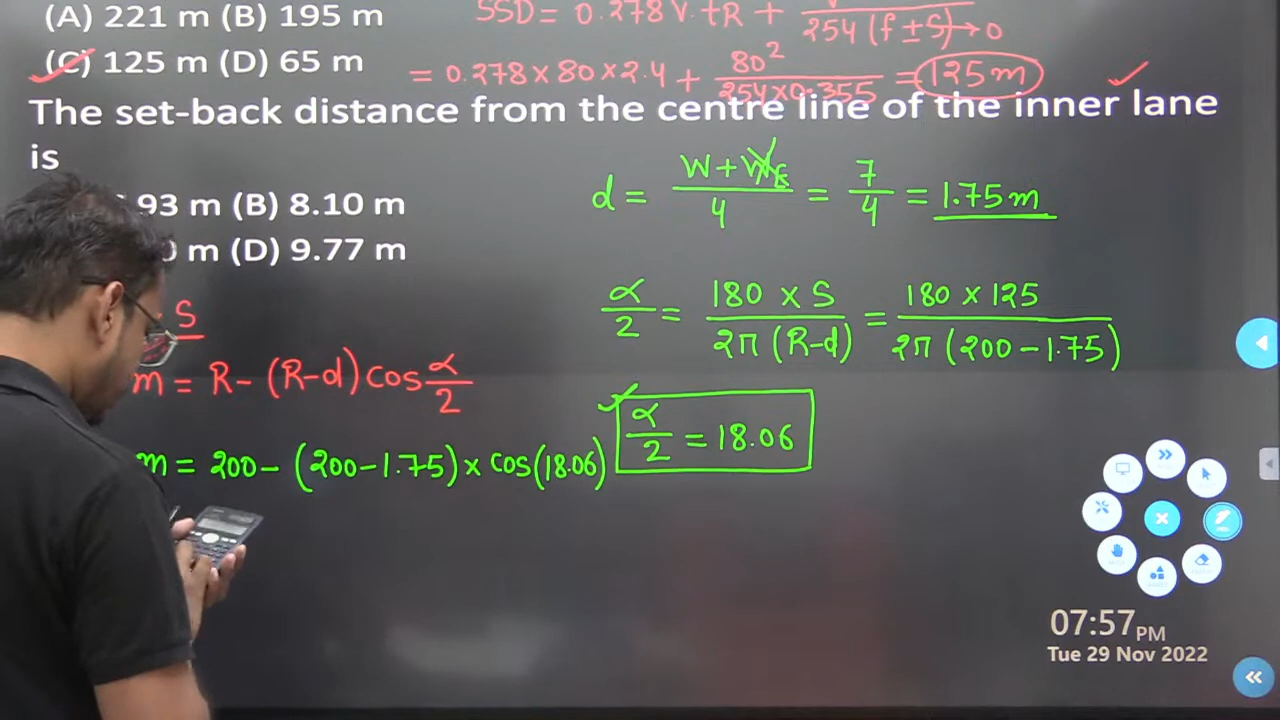 (A) 221 m (B) 195 m
SSD = 0.278 V.tR +
254 (f ± S) → 0
(C) 125 m (D) 65 m
= 0.278 × 80 × 2.4 + 80² / 254 × 0.355 = 125 m
The set-back distance from the centre line of the inner lane
is
.93 m (B) 8.10 m
0 m (D) 9.77 m
d = W + / 4 = 7 / 4 = 1.75 m
α / 2 = 180 × S / 2π (R-d) = 180 × 125 / 2π (200 - 1.75)
S
m = R - (R-d) cos α / 2
α / 2 = 18.06
m = 200 - (200 - 1.75) × cos (18.06)
07:57 PM
Tue 29 Nov 2022